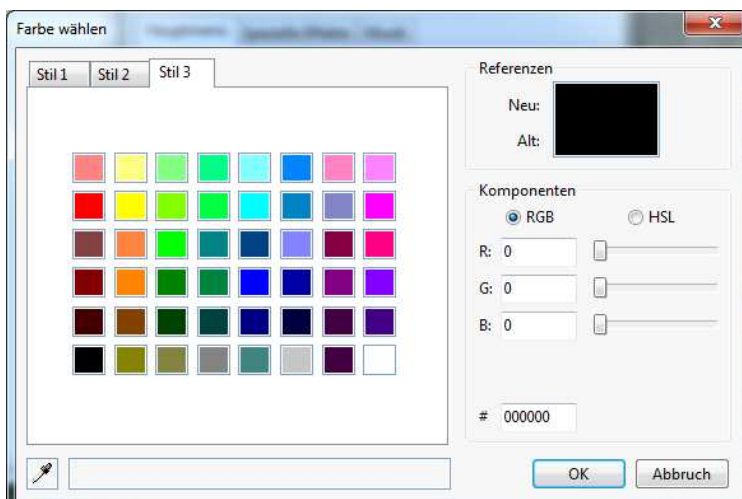 Farbe wählen
Stil 1
Stil 2
Stil 3
Referenzen
Neu:
Alt:
Komponenten
RGB
HSL
R: 0
G: 0
B: 0
# 000000
OK
Abbruch